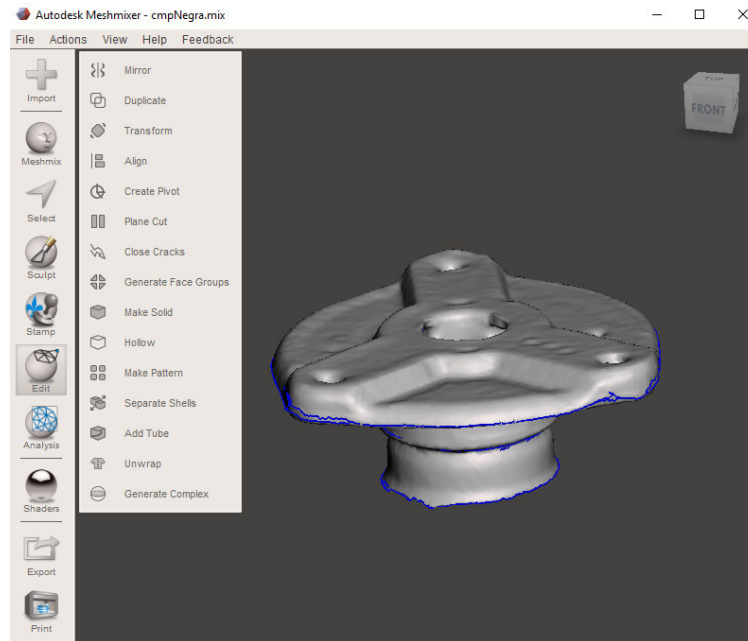 Autodesk Meshmixer - cmpNegra.mix
File Actions View Help Feedback
Import
Meshmix
Select
Sculpt
Stamp
Edit
Analysis
Shaders
Export
Print
Mirror
Duplicate
Transform
Align
Create Pivot
Plane Cut
Close Cracks
Generate Face Groups
Make Solid
Hollow
Make Pattern
Separate Shells
Add Tube
Unwrap
Generate Complex
TOP
FRONT